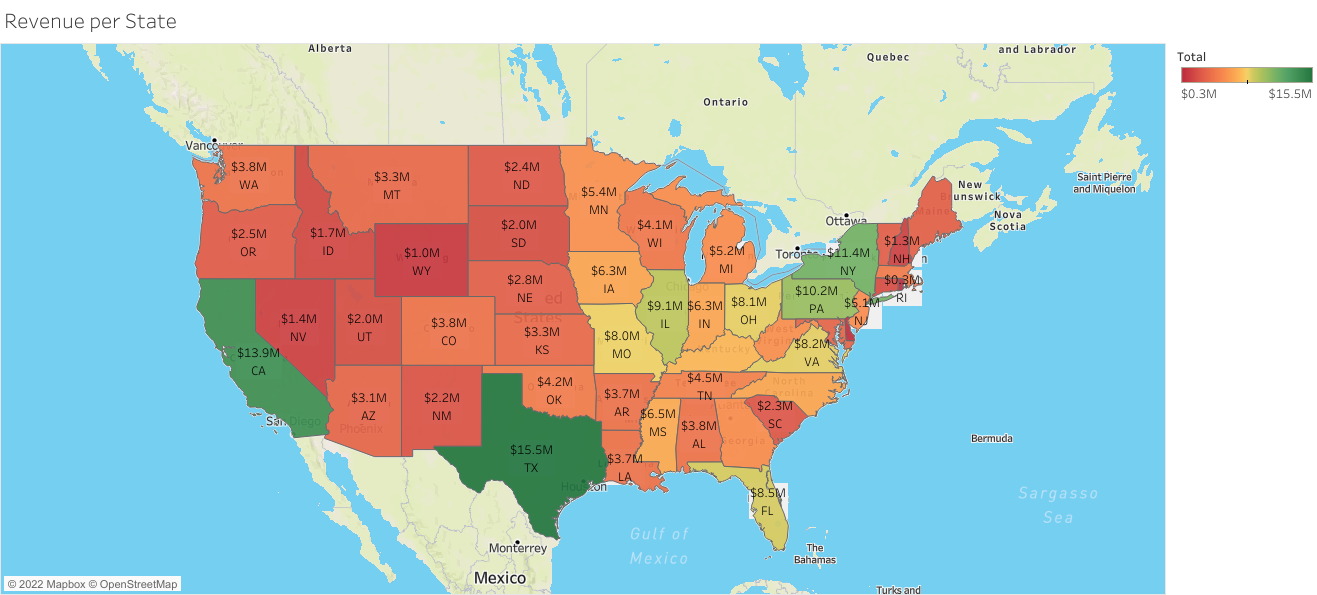 Revenue per State
Alberta
Quebec
and Labrador
Ontario
Vancouver
New
Brunswick
Saint Pierre
and Miquelon
Nova
Scotia
Ottawa
Toronto
$3.8M
WA
$3.3M
MT
$2.4M
ND
$5.4M
MN
$2.5M
OR
$1.7M
ID
$1.0M
WY
$2.0M
SD
$4.1M
WI
$5.2M
MI
$11.4M
NY
$1.3M
NH
Maine
$0.3M
RI
$6.3M
IA
$2.8M
NE
$9.1M
IL
$6.3M
IN
$8.1M
OH
$10.2M
PA
$5.1M
NJ
$13.9M
CA
$1.4M
NV
$2.0M
UT
$3.8M
CO
$3.3M
KS
ed
States
$8.0M
MO
$8.2M
VA
Kentucky
North
Carolina
$3.1M
AZ
Phoenix
$2.2M
NM
$4.2M
OK
$3.7M
AR
$4.5M
TN
$2.3M
SC
San Diego
$15.5M
TX
$3.7M
LA
$6.5M
MS
$3.8M
AL
$8.5M
FL
Houston
Bermuda
Sargasso
Sea
Gulf of
Mexico
Monterrey
Mexico
The
Bahamas
Turks and
© 2022 Mapbox © OpenStreetMap
Total
$0.3M
$15.5M